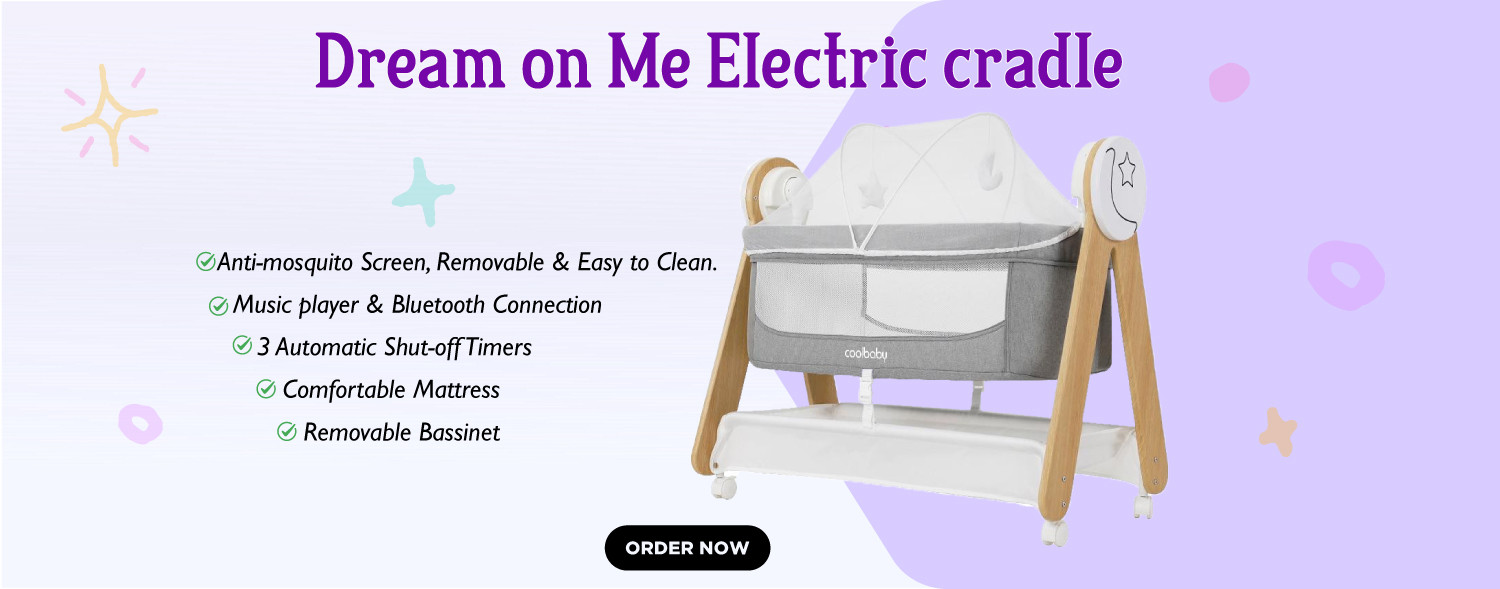 Dream on Me Electric cradle
Anti-mosquito Screen, Removable & Easy to Clean.
Music player & Bluetooth Connection
3 Automatic Shut-off Timers
Comfortable Mattress
Removable Bassinet
coolbaby
ORDER NOW